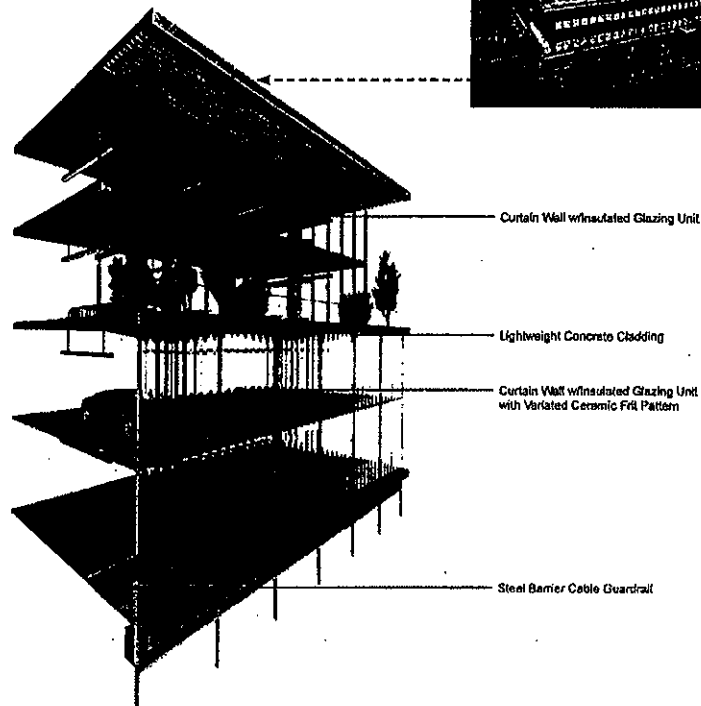 Curtain Wall w/Insulated Glazing Unit
Lightweight Concrete Cladding
Curtain Wall w/Insulated Glazing Unit
with Variated Ceramic Frit Pattern
Steel Barrier Cable Guardrail